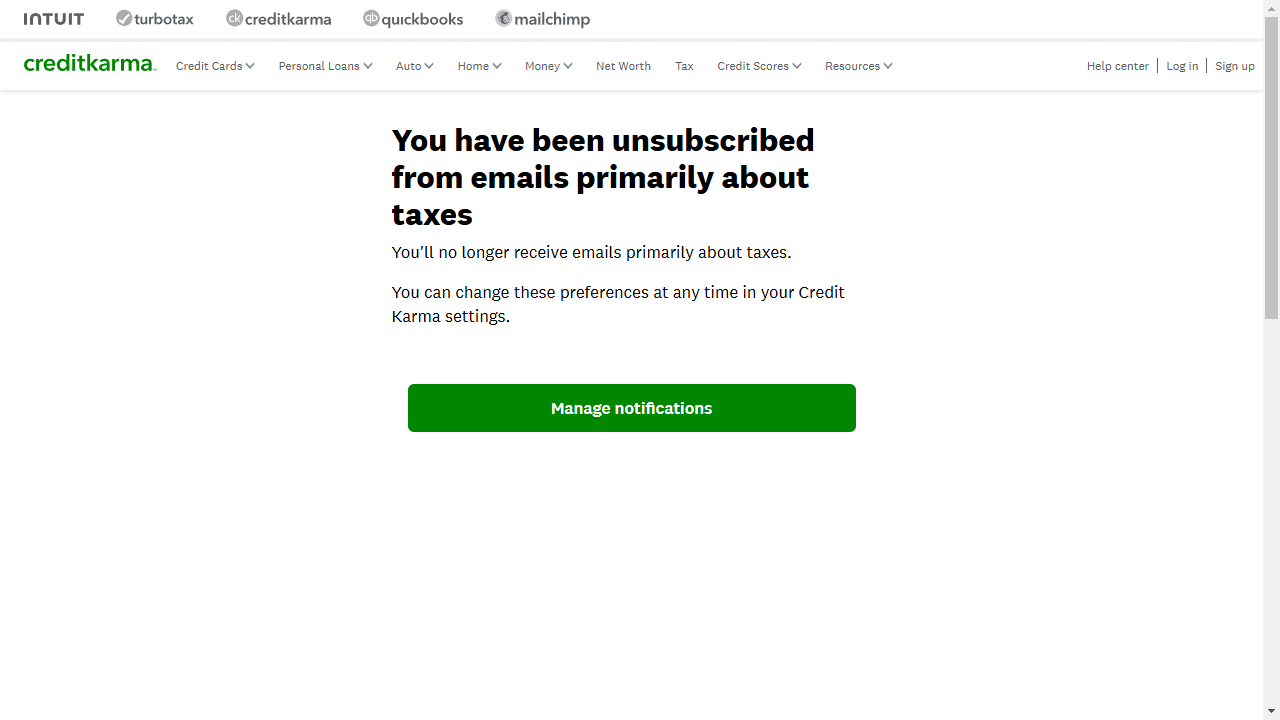 INTUIT turbotax creditkarma quickbooks mailchimp
creditkarma Credit Cards Personal Loans Auto Home Money Net Worth Tax Credit Scores Resources Help center Log in Sign up
You have been unsubscribed
from emails primarily about
taxes
You'll no longer receive emails primarily about taxes.
You can change these preferences at any time in your Credit
Karma settings.
Manage notifications